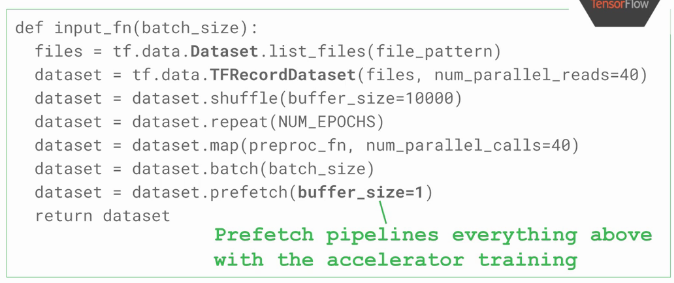 TensorFlow
def input_fn(batch_size):
files = tf.data.Dataset.list_files(file_pattern)
dataset = tf.data.TFRecordDataset(files, num_parallel_reads=40)
dataset = dataset.shuffle(buffer_size=10000)
dataset = dataset.repeat(NUM_EPOCHS)
dataset = dataset.map(preproc_fn, num_parallel_calls=40)
dataset = dataset.batch(batch_size)
dataset = dataset.prefetch(buffer_size=1)
return dataset
Prefetch pipelines everything above
with the accelerator training